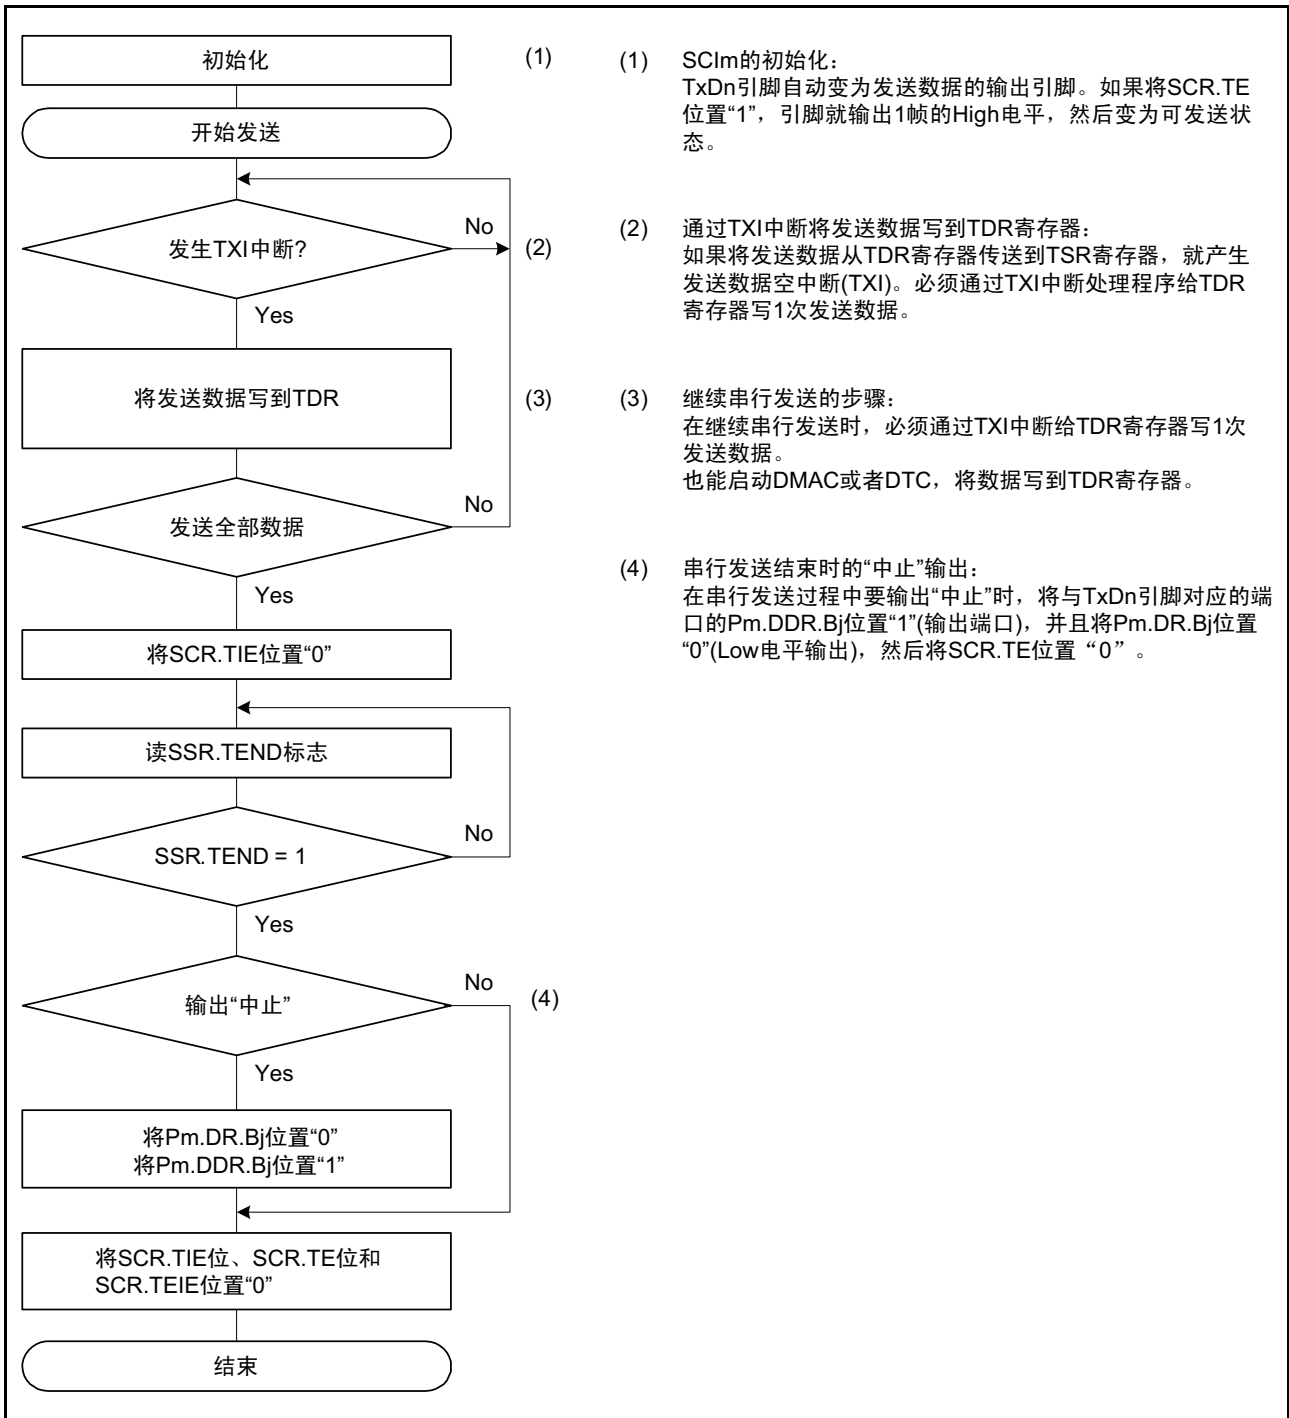 初始化
(1)
开始发送
发生TXI中断?
No
(2)
Yes
将发送数据写到TDR
(3)
发送全部数据
No
Yes
将SCR.TIE位置“0”
读SSR.TEND标志
SSR.TEND = 1
No
Yes
输出“中止”
No
(4)
Yes
将Pm.DR.Bj位置“0”
将Pm.DDR.Bj位置“1”
将SCR.TIE位、SCR.TE位和
SCR.TEIE位置“0”
结束
(1) SCIm的初始化：
TxDn引脚自动变为发送数据的输出引脚。如果将SCR.TE
位置“1”，引脚就输出1帧的High电平，然后变为可发送状
态。
(2) 通过TXI中断将发送数据写到TDR寄存器：
如果将发送数据从TDR寄存器传送到TSR寄存器，就产生
发送数据空中断(TXI)。必须通过TXI中断处理程序给TDR
寄存器写1次发送数据。
(3) 继续串行发送的步骤：
在继续串行发送时，必须通过TXI中断给TDR寄存器写1次
发送数据。
也能启动DMAC或者DTC，将数据写到TDR寄存器。
(4) 串行发送结束时的“中止”输出：
在串行发送过程中要输出“中止”时，将与TxDn引脚对应的端
口的Pm.DDR.Bj位置“1”(输出端口)，并且将Pm.DR.Bj位置
“0”(Low电平输出)，然后将SCR.TE位置“0”。